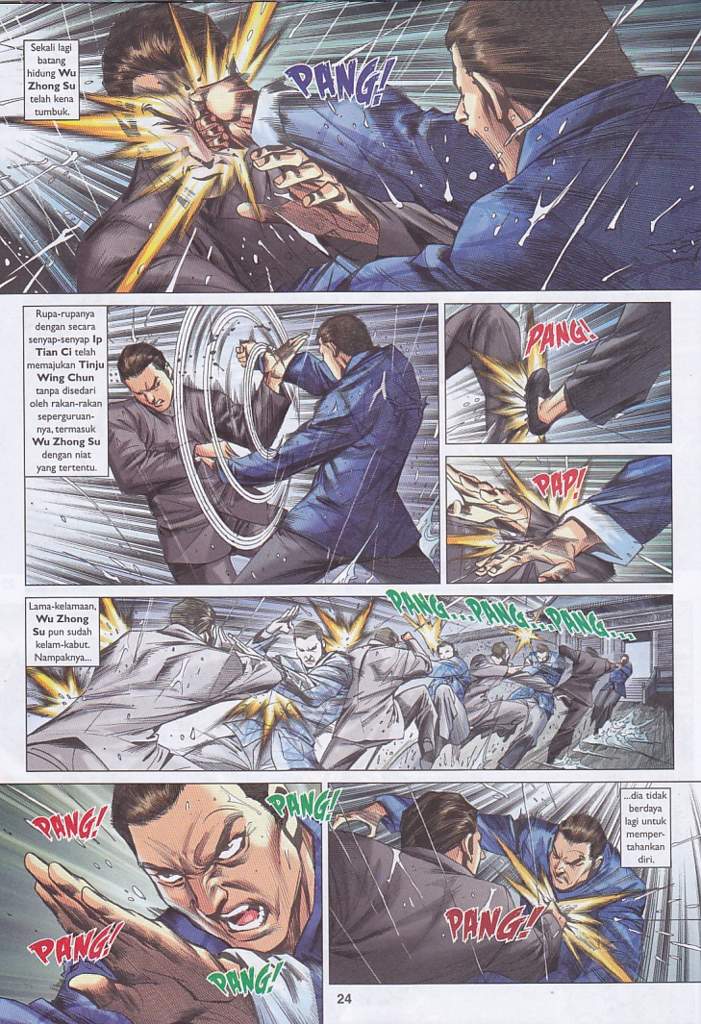 Sekali lagi
batang
hidung Wu
Zhong Su
telah kena
tumbuk.
PANG!
Rupa-rupanya
dengan secara
senyap-senyap Ip
Tian Ci telah
memajukan Tinju
Wing Chun
tanpa disedari
oleh rakan-rakan
seperguruan-
nya, termasuk
Wu Zhong Su
dengan niat
yang tertentu.
PANG!
PAP!
Lama-kelamaan,
Wu Zhong
Su pun sudah
kelam-kabut.
Nampaknya...
PANG...PANG...PANG...
PANG!
PANG!
PANG!
PANG!
PANG!
...dia tidak
berdaya
lagi untuk
memper-
tahankan
diri.
PANG!
24